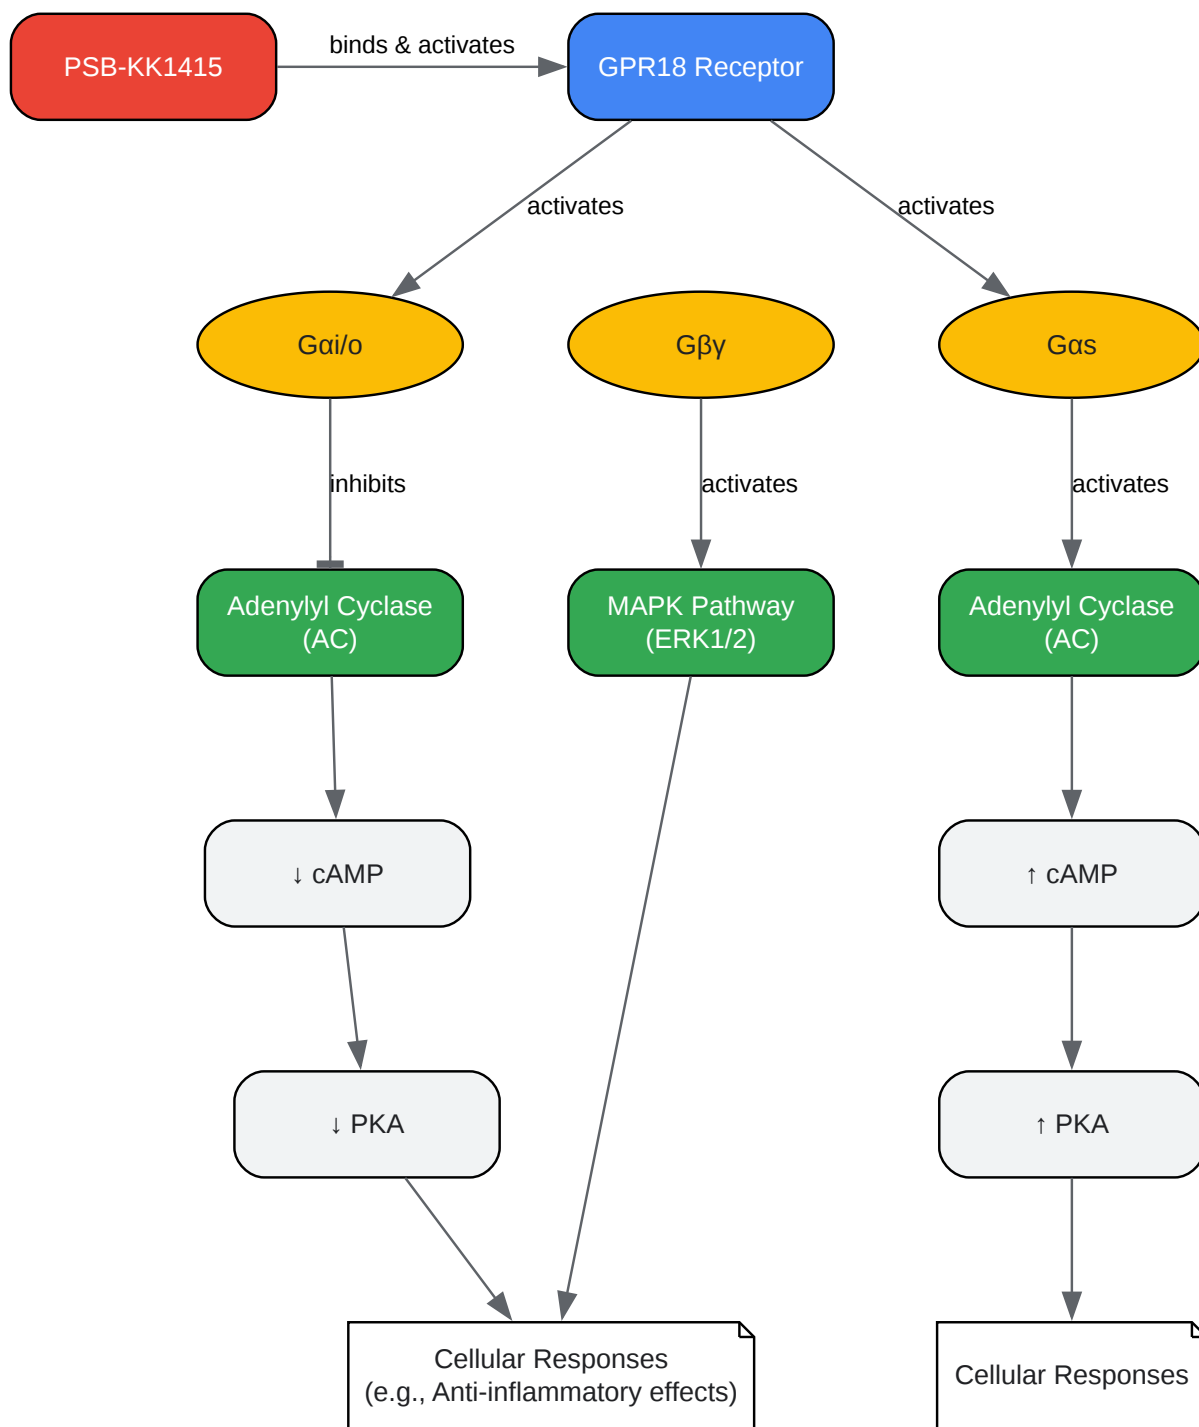 PSB-KK1415
binds & activates
GPR18 Receptor
activates
activates
Gαi/o
Gβγ
Gαs
inhibits
activates
activates
Adenylyl Cyclase
(AC)
MAPK Pathway
(ERK1/2)
Adenylyl Cyclase
(AC)
↓ cAMP
↑ cAMP
↓ PKA
↑ PKA
Cellular Responses
(e.g., Anti-inflammatory effects)
Cellular Responses